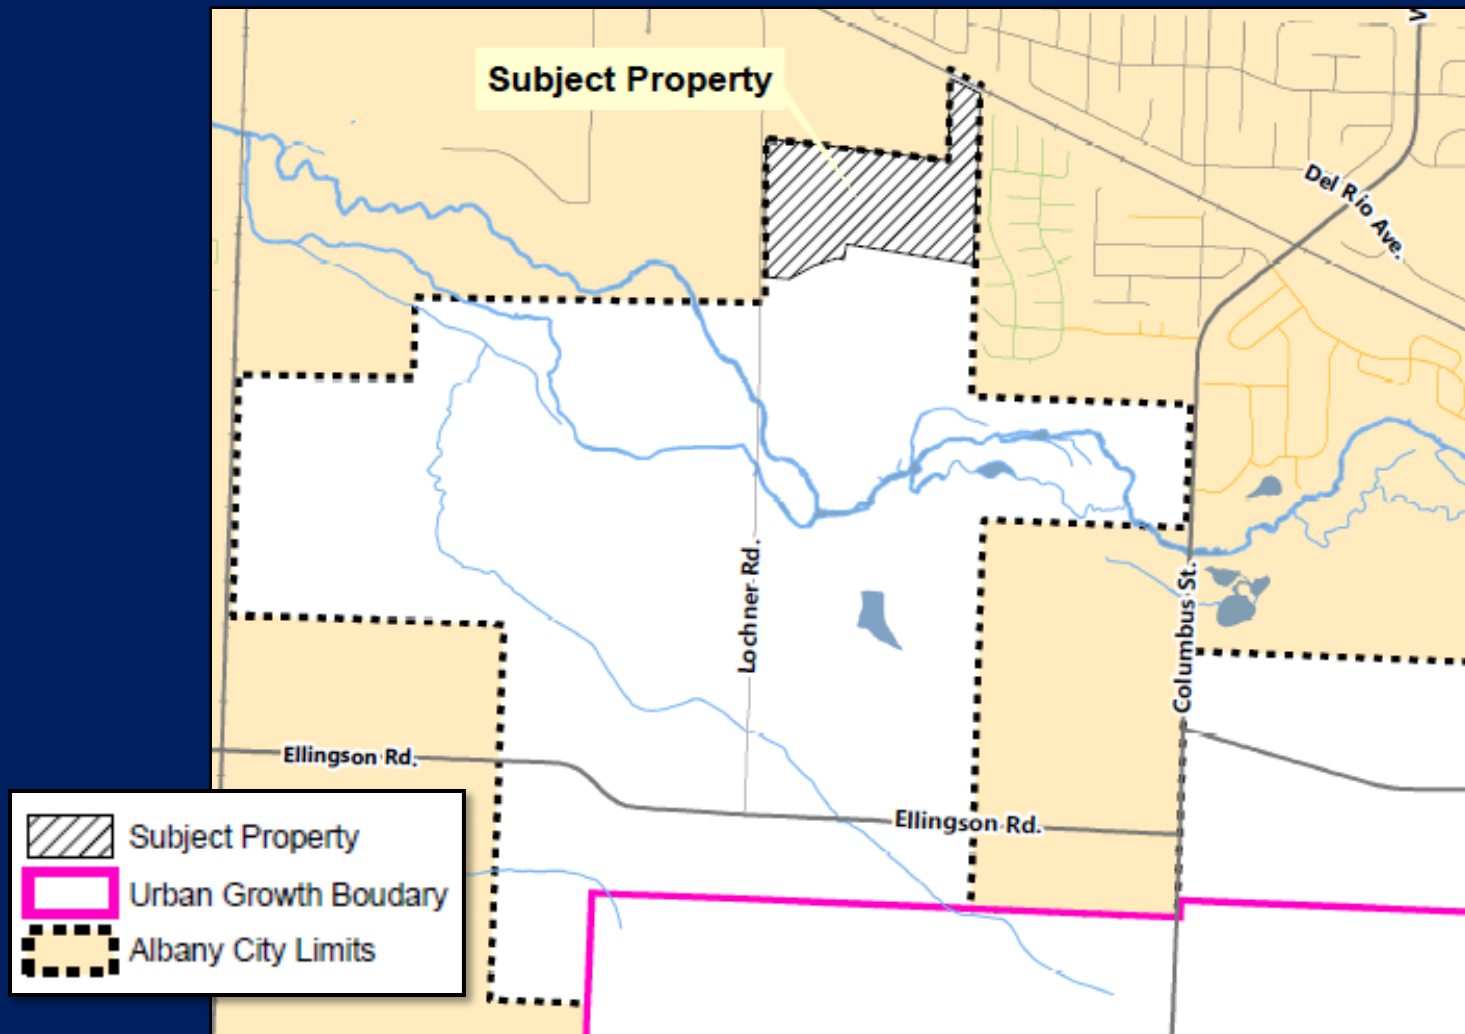 Subject Property
Del Rio Ave.
Lochner Rd.
Columbus St.
Ellingson Rd.
Ellingson Rd.
Subject Property
Urban Growth Boudary
Albany City Limits